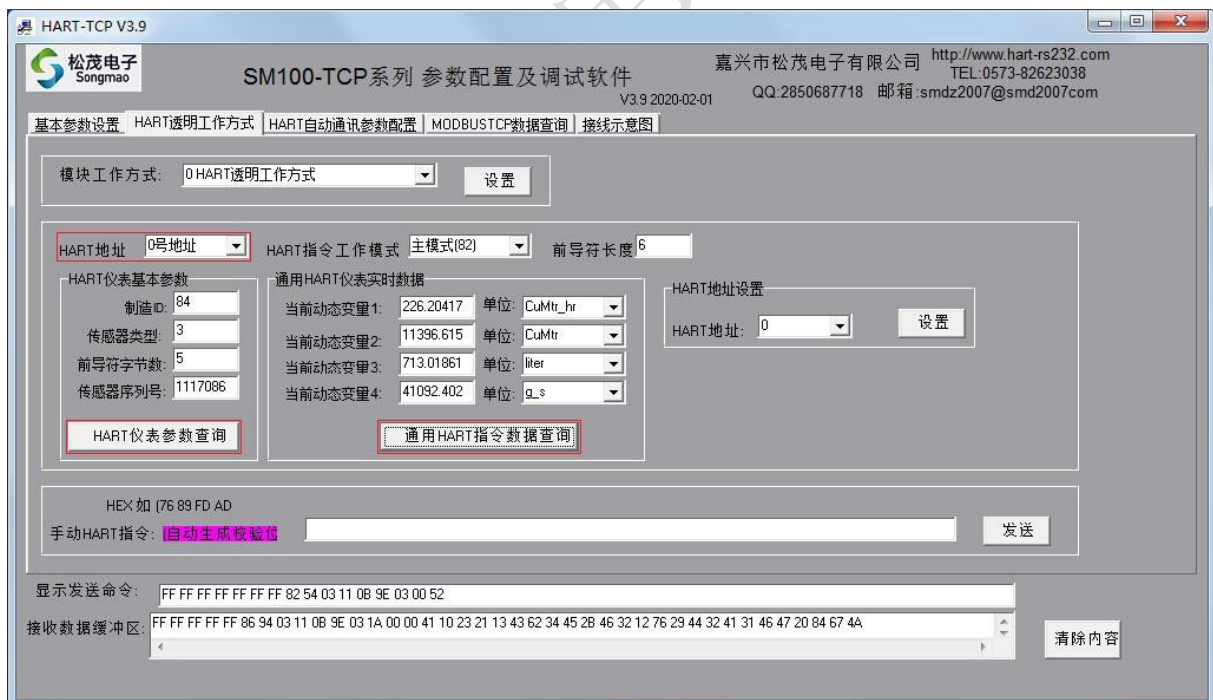 HART-TCP V3.9
松茂电子
Songmao
SM100-TCP系列 参数配置及调试软件
V3.9 2020-02-01
嘉兴市松茂电子有限公司 http://www.hart-rs232.com
TEL:0573-82623038
QQ:2850687718 邮箱:smdz2007@smd2007com
基本参数设置 HART透明工作方式 HART自动通讯参数配置 MODBUSTCP数据查询 接线示意图
模块工作方式: 0 HART透明工作方式 设置
HART地址 0号地址 HART指令工作模式 主模式(82) 前导符长度 6
HART仪表基本参数
制造ID: 84
传感器类型: 3
前导符字节数: 5
传感器序列号: 1117086
HART仪表参数查询
通用HART仪表实时数据
当前动态变量1: 226.20417 单位: CuMtr_hr
当前动态变量2: 11396.615 单位: CuMtr
当前动态变量3: 713.01861 单位: liter
当前动态变量4: 41092.402 单位: g_s
通用HART指令数据查询
HART地址设置
HART地址: 0 设置
HEX 如 (76 89 FD AD
手动HART指令: (自动生成校验位 发送
显示发送命令: FF FF FF FF FF FF FF FF 82 54 03 11 0B 9E 03 00 52
接收数据缓冲区: FF FF FF FF FF 86 94 03 11 0B 9E 03 1A 00 00 41 10 23 21 13 43 62 34 45 2B 46 32 12 76 29 44 32 41 31 46 47 20 84 67 4A
清除内容